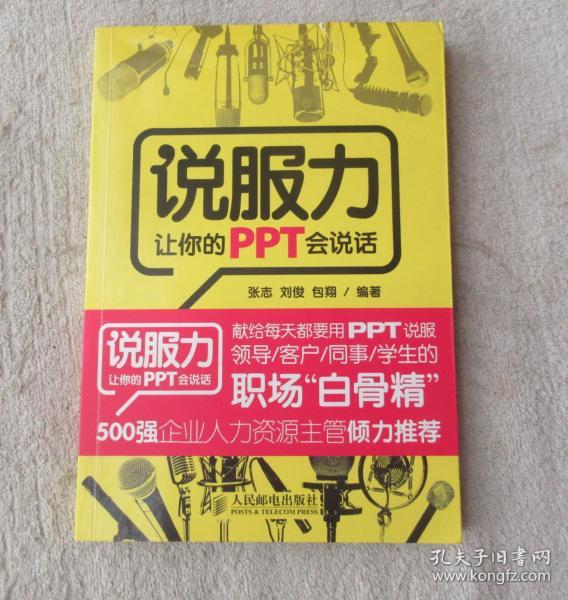 说服力
让你的PPT会说话
张志 刘俊 包翔 / 编著
说服力
让你的PPT会说话
献给每天都要用PPT说服
领导/客户/同事/学生的
职场“白骨精”
500强企业人力资源主管倾力推荐
人民邮电出版社
POSTS & TELECOM PRESS
孔夫子旧书网
www.kongfz.com